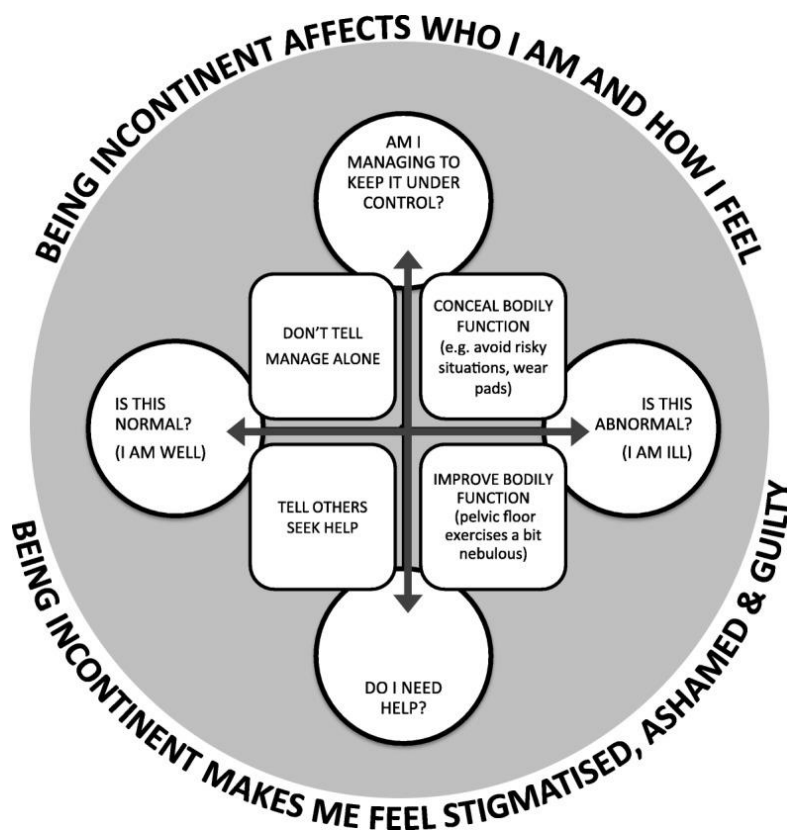 BEING INCONTINENT AFFECTS WHO I AM AND HOW I FEEL
AM I
MANAGING TO
KEEP IT UNDER
CONTROL?
DON'T TELL
MANAGE ALONE
CONCEAL BODILY
FUNCTION
(e.g. avoid risky
situations, wear
pads)
IS THIS
NORMAL?
(I AM WELL)
IS THIS
ABNORMAL?
(I AM ILL)
TELL OTHERS
SEEK HELP
IMPROVE BODILY
FUNCTION
(pelvic floor
exercises a bit
nebulous)
DO I NEED
HELP?
BEING INCONTINENT MAKES ME FEEL STIGMATISED, ASHAMED & GUILTY